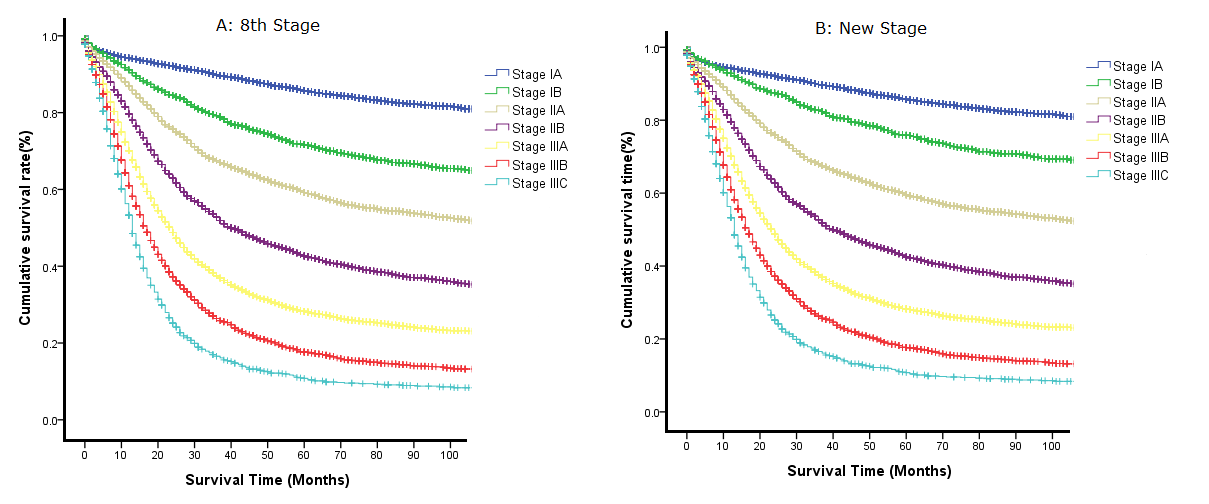 A: 8th Stage
Cumulative survival rate(%)
1.0
0.8
0.6
0.4
0.2
0.0
0 10 20 30 40 50 60 70 80 90 100
Survival Time (Months)
Stage IA
Stage IB
Stage IIA
Stage IIB
Stage IIIA
Stage IIIB
Stage IIIC
B: New Stage
Cumulative survival time(%)
1.0
0.8
0.6
0.4
0.2
0.0
0 10 20 30 40 50 60 70 80 90 100
Survival Time (Months)
Stage IA
Stage IB
Stage IIA
Stage IIB
Stage IIIA
Stage IIIB
Stage IIIC